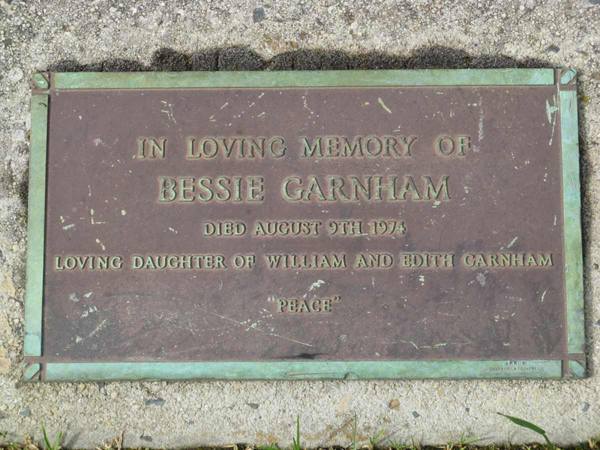 IN LOVING MEMORY OF
BESSIE GARNHAM
DIED AUGUST 9TH 1974
LOVING DAUGHTER OF WILLIAM AND EDITH GARNHAM
"PEACE"